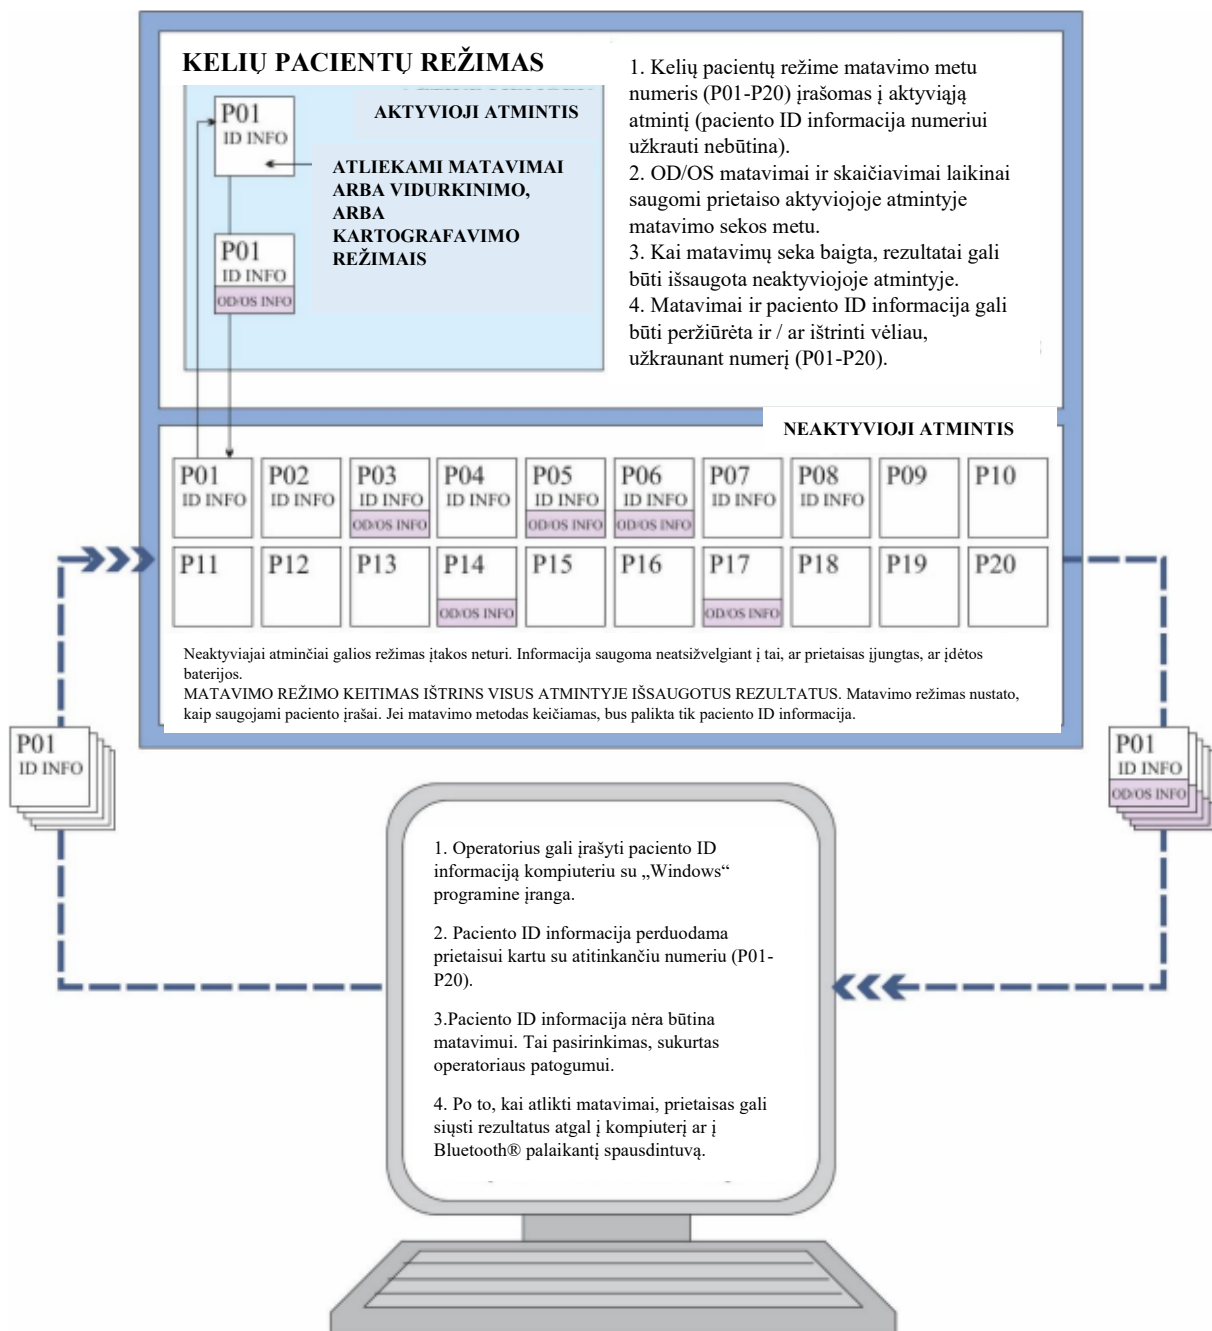 KELIŲ PACIENTŲ REŽIMAS
P01
ID INFO
AKTYVIOJI ATMINTIS
ATLIEKAMI MATAVIMAI
ARBA VIDURKINIMO,
ARBA
KARTOGRAFAVIMO
REŽIMAIS
P01
ID INFO
OD/OS INFO
1. Kelių pacientų režime matavimo metu
numeris (P01-P20) įrašomas į aktyviąją
atmintį (paciento ID informacija numeriui
užkrauti nebūtina).
2. OD/OS matavimai ir skaičiavimai laikinai
saugomi prietaiso aktyviojoje atmintyje
matavimo sekos metu.
3. Kai matavimų seka baigta, rezultatai gali
būti išsaugota neaktyviojoje atmintyje.
4. Matavimai ir paciento ID informacija gali
būti peržiūrėta ir / ar ištrinti vėliau,
užkraunant numerį (P01-P20).
NEAKTYVIOJI ATMINTIS
P01 P02 P03 P04 P05 P06 P07 P08 P09 P10
ID INFO ID INFO ID INFO ID INFO ID INFO ID INFO ID INFO ID INFO
OD/OS INFO OD/OS INFO OD/OS INFO
P11 P12 P13 P14 P15 P16 P17 P18 P19 P20
OD/OS INFO OD/OS INFO
Neaktyviajai atminčiai galios režimas įtakos neturi. Informacija saugoma neatsižvelgiant į tai, ar prietaisas įjungtas, ar įdėtos
baterijos.
MATAVIMO REŽIMO KEITIMAS IŠTRINS VISUS ATMINTYJE IŠSAUGOTUS REZULTATUS. Matavimo režimas nustato,
kaip saugojami paciento įrašai. Jei matavimo metodas keičiamas, bus palikta tik paciento ID informacija.
P01
ID INFO
P01
ID INFO
OD/OS INFO
1. Operatorius gali įrašyti paciento ID
informaciją kompiuteriu su „Windows“
programine įranga.
2. Paciento ID informacija perduodama
prietaisui kartu su atitinkančiu numeriu (P01-
P20).
3.Paciento ID informacija nėra būtina
matavimui. Tai pasirinkimas, sukurtas
operatoriaus patogumui.
4. Po to, kai atlikti matavimai, prietaisas gali
siųsti rezultatus atgal į kompiuterį ar į
Bluetooth® palaikantį spausdintuvą.